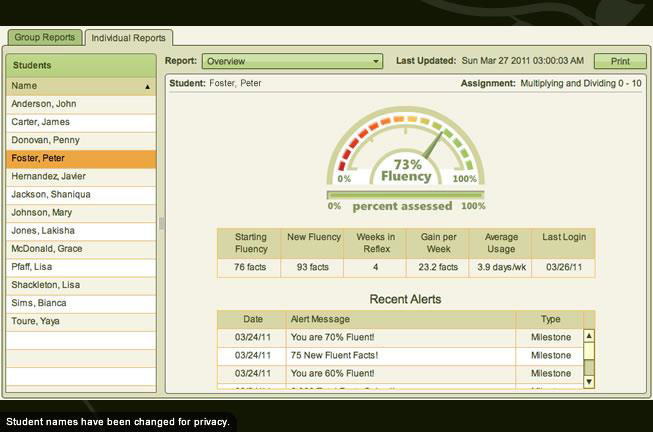 Group Reports
Individual Reports
Students
Name
Anderson, John
Carter, James
Donovan, Penny
Foster, Peter
Hernandez, Javier
Jackson, Shaniqua
Johnson, Mary
Jones, Lakisha
McDonald, Grace
Pfaff, Lisa
Shackleton, Lisa
Sims, Bianca
Toure, Yaya
Report: Overview Last Updated: Sun Mar 27 2011 03:00:03 AM Print
Student: Foster, Peter Assignment: Multiplying and Dividing 0 - 10
73%
Fluency
0% 100%
0% percent assessed 100%
Starting Fluency New Fluency Weeks in Reflex Gain per Week Average Usage Last Login
76 facts 93 facts 4 23.2 facts 3.9 days/wk 03/26/11
Recent Alerts
Date Alert Message Type
03/24/11 You are 70% Fluent! Milestone
03/24/11 75 New Fluent Facts! Milestone
03/24/11 You are 60% Fluent! Milestone
Student names have been changed for privacy.